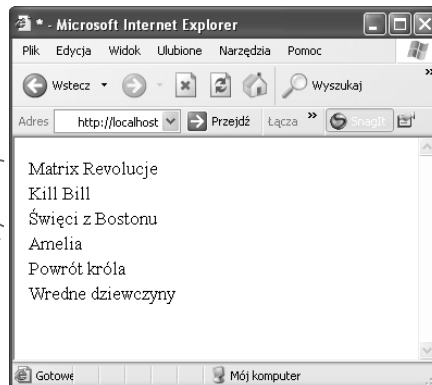 * - Microsoft Internet Explorer
Plik Edycja Widok Ulubione Narzędzia Pomoc
Wstecz Wyszukaj »
Adres http://localhost Przejdź Łącza » SnagIt
Matrix Revolucje
Kill Bill
Święci z Bostonu
Amelia
Powrót króla
Wredne dziewczyny
Gotowe Mój komputer